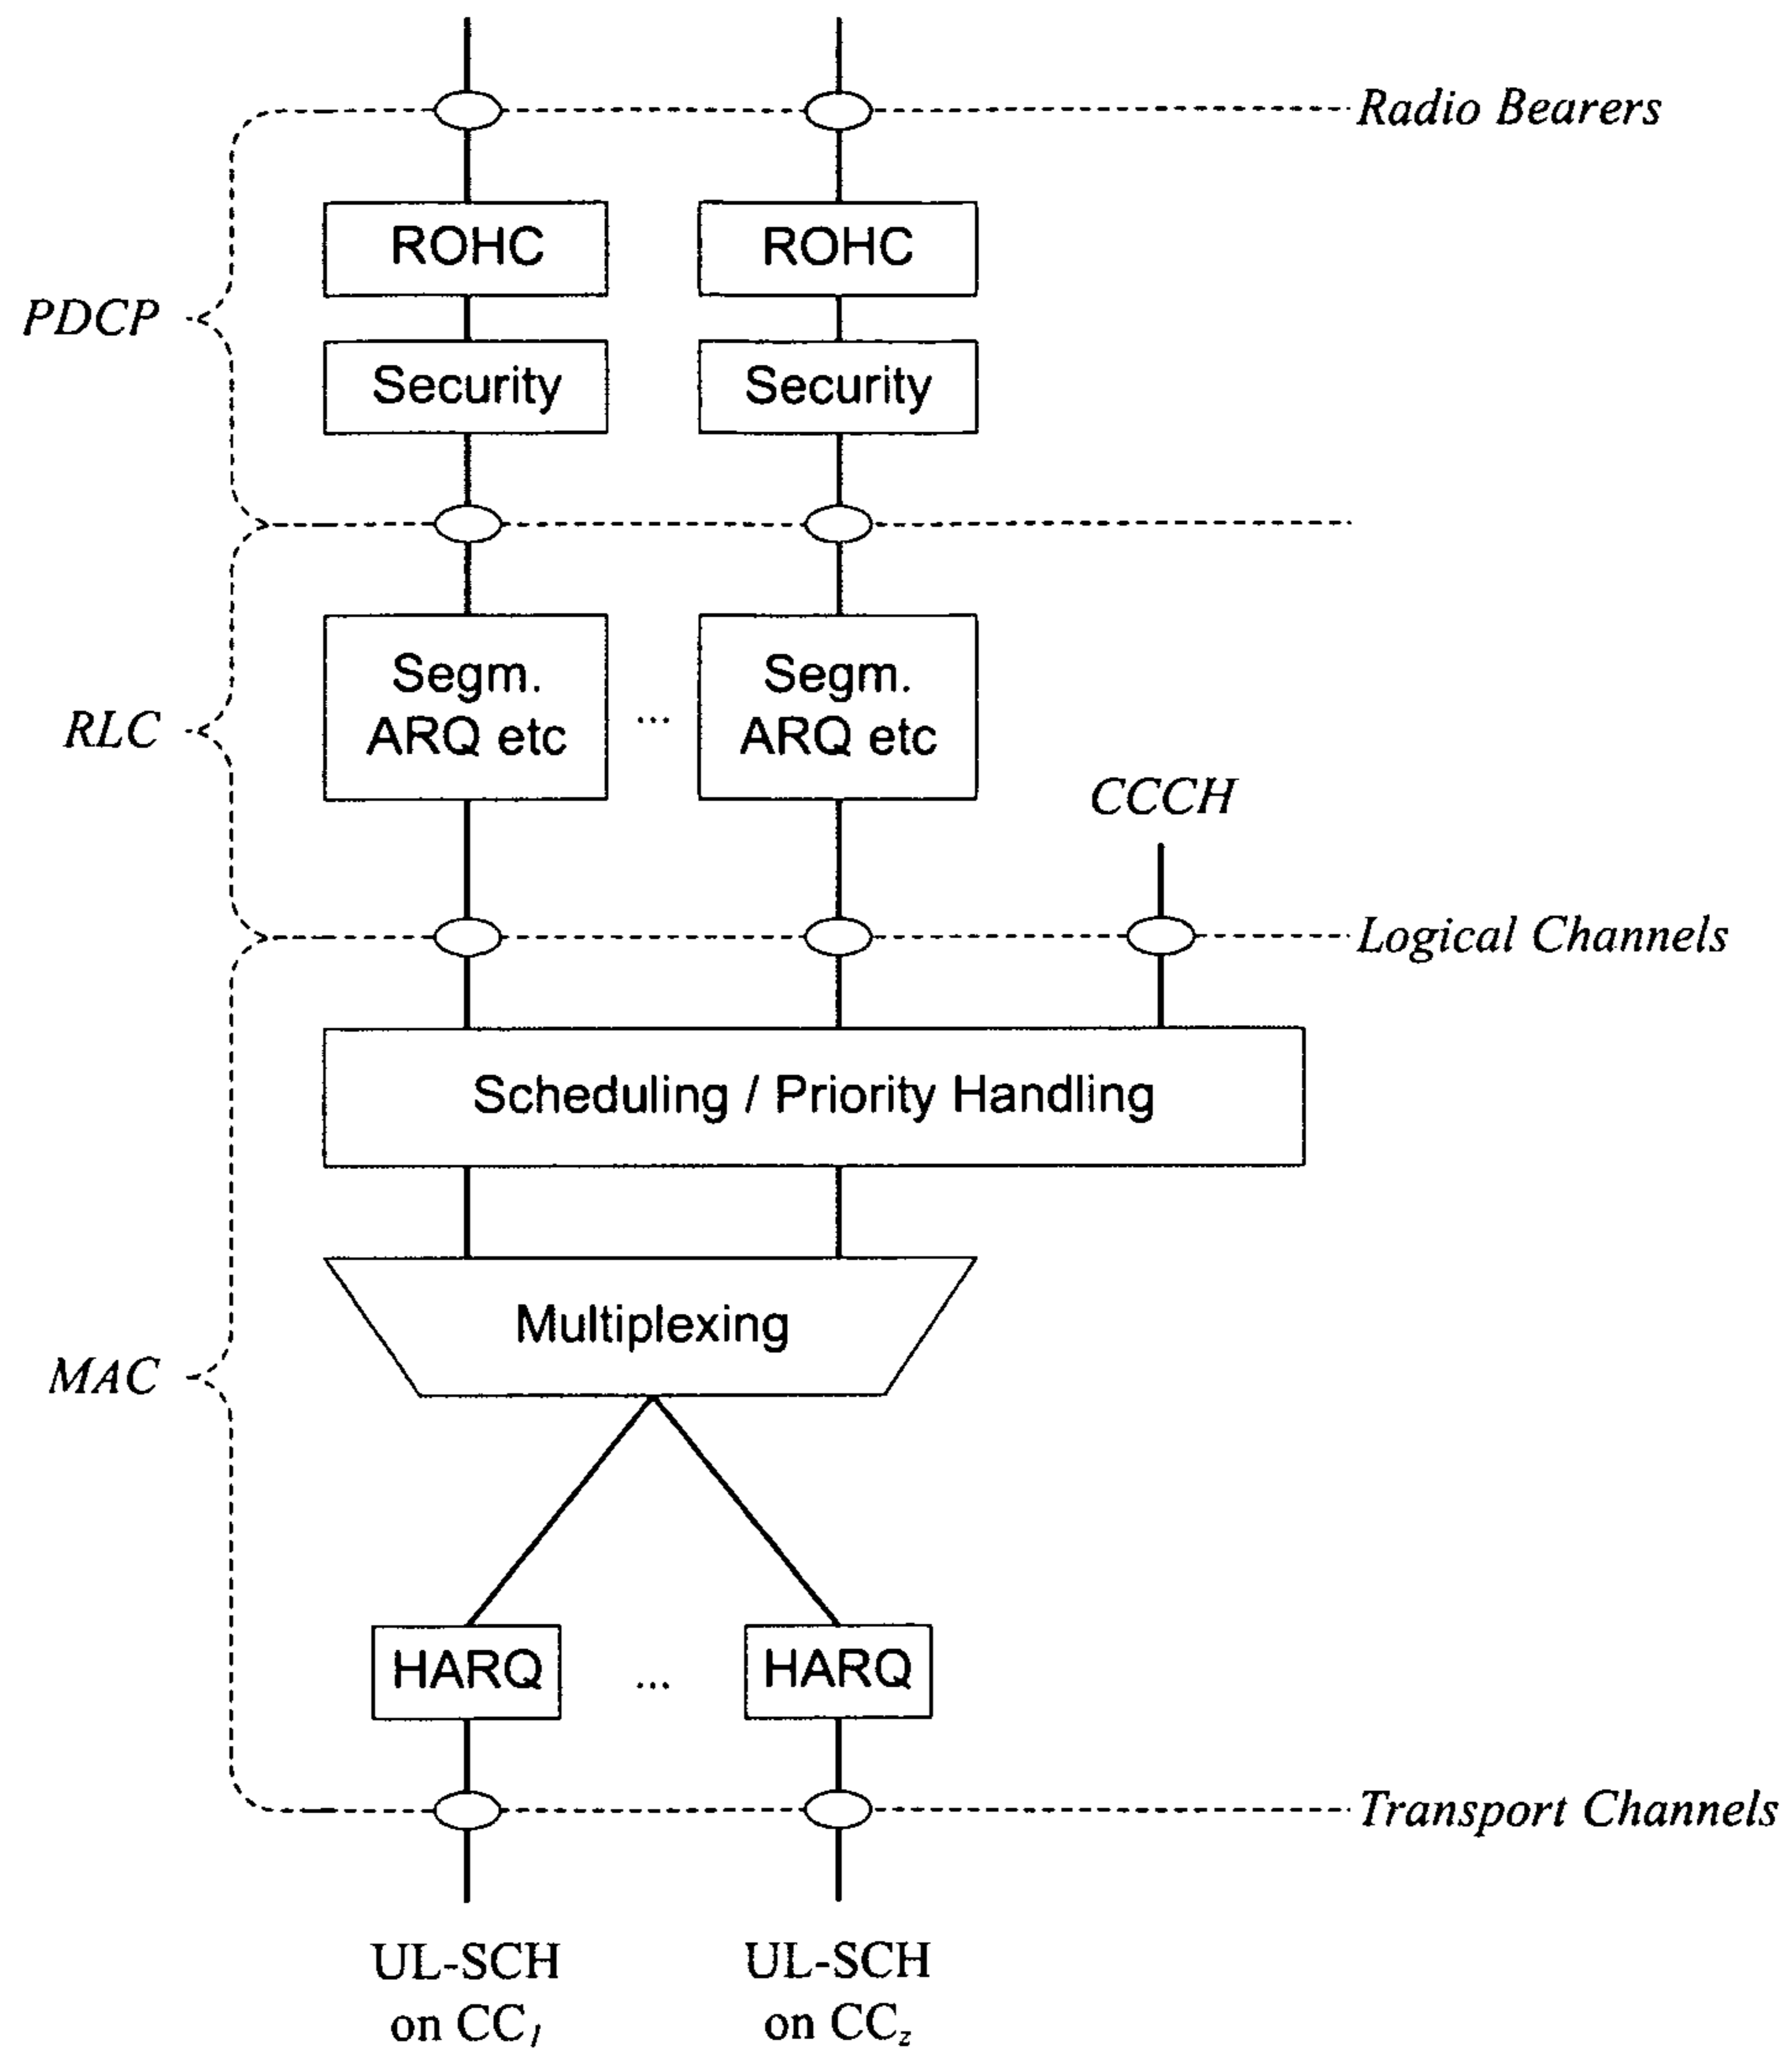 Radio Bearers
ROHC
ROHC
PDCP
Security
Security
Segm.
ARQ etc
...
Segm.
ARQ etc
RLC
CCCH
Logical Channels
Scheduling / Priority Handling
Multiplexing
MAC
HARQ
...
HARQ
Transport Channels
UL-SCH
on CC1
UL-SCH
on CCz